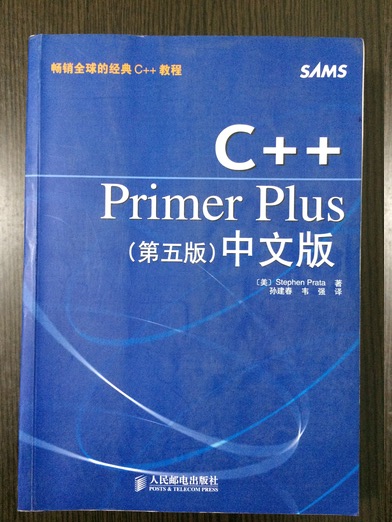 畅销全球的经典 C++ 教程
SAMS
C++
Primer Plus
(第五版) 中文版
〔美〕Stephen Prata 著
孙建春 韦强 译
人民邮电出版社
POSTS & TELECOM PRESS